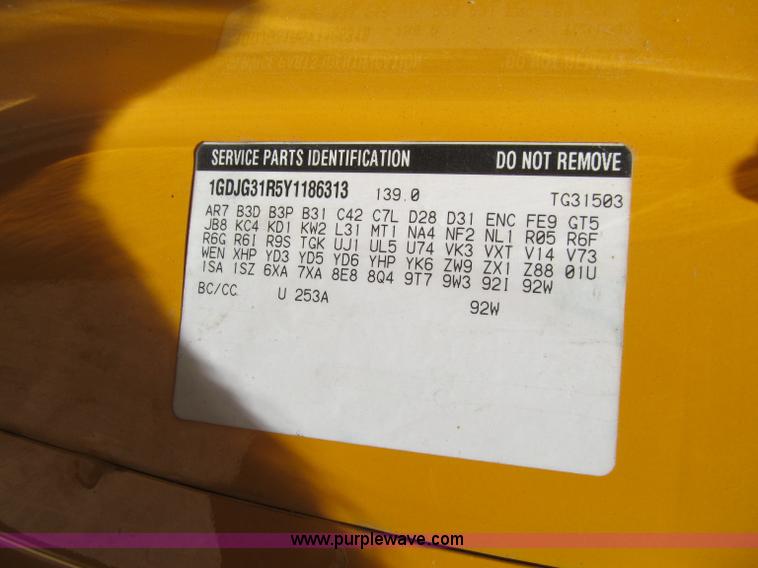 SERVICE PARTS IDENTIFICATION DO NOT REMOVE
1GDJG31R5Y1186313 139.0 TG31503
AR7 B3D B3P B31 C42 C7L D28 D31 ENC FE9 GT5
JB8 KC4 KD1 KW2 L31 MT1 NA4 NF2 NL1 R05 R6F
R6G R6I R9S TGK UJ1 UL5 U74 VK3 VXT V14 V73
WEN XHP YD3 YD5 YD6 YHP YK6 ZW9 ZX1 Z88 01U
1SA 1SZ 6XA 7XA 8E8 8Q4 9T7 9W3 92I 92W
BC/CC U 253A 92W
www.purplewave.com